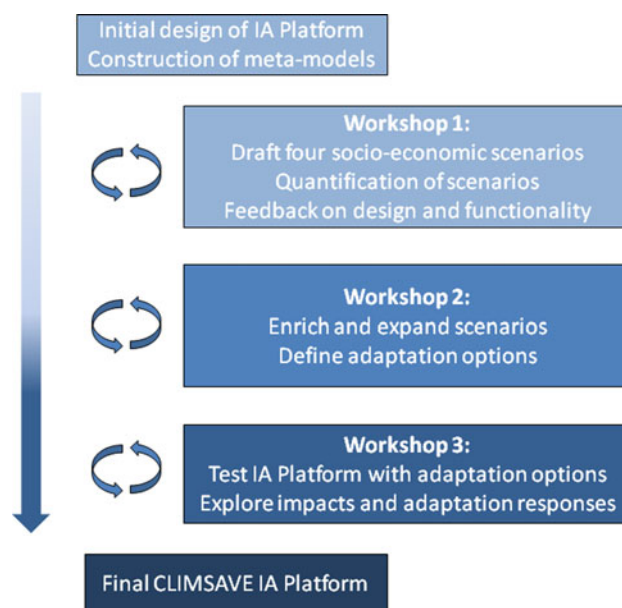 Initial design of IA Platform
Construction of meta-models
Workshop 1:
Draft four socio-economic scenarios
Quantification of scenarios
Feedback on design and functionality
Workshop 2:
Enrich and expand scenarios
Define adaptation options
Workshop 3:
Test IA Platform with adaptation options
Explore impacts and adaptation responses
Final CLIMSAVE IA Platform